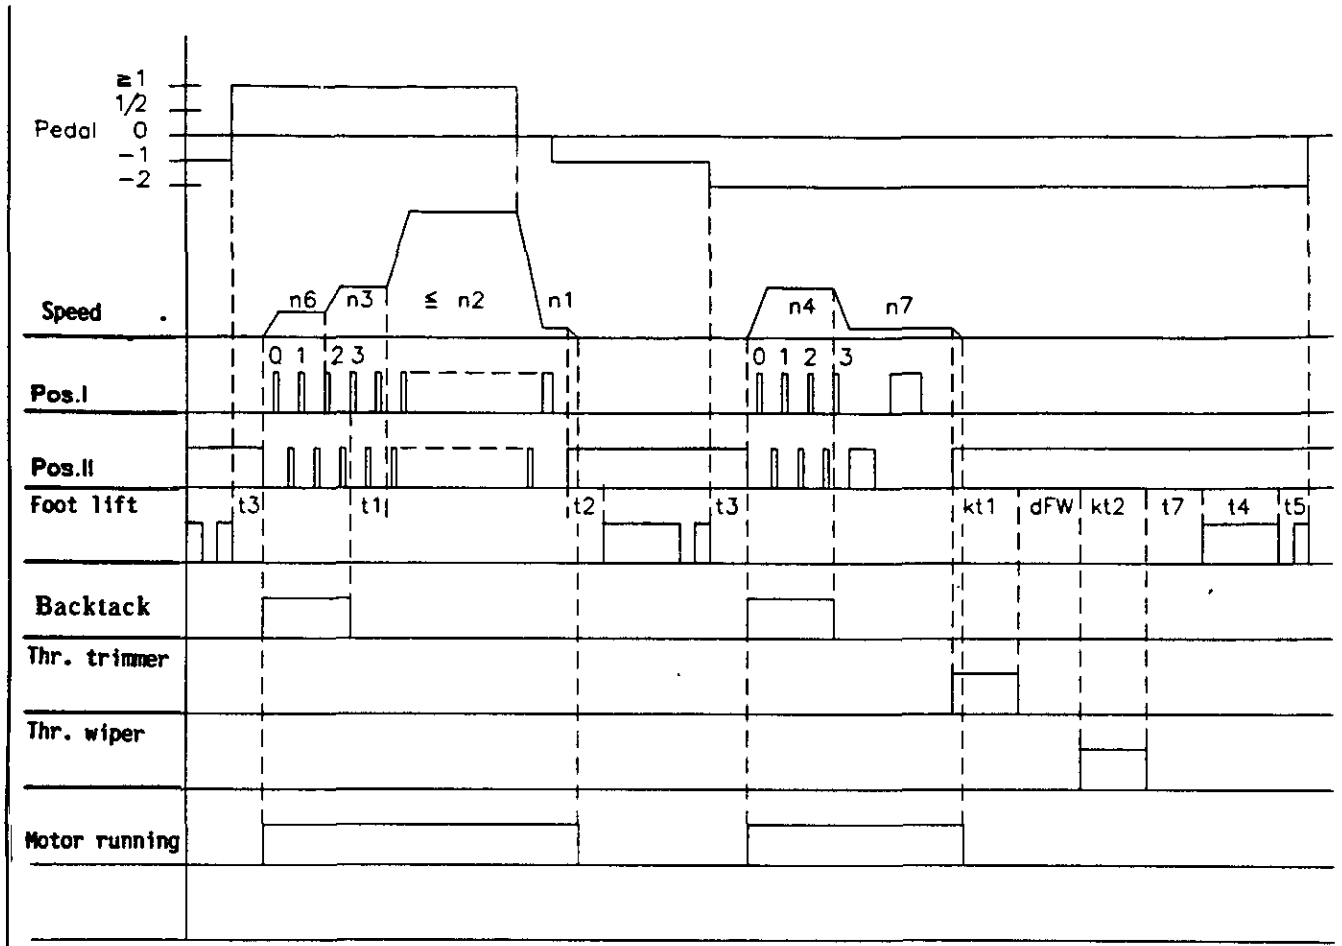 ≥1
1/2
Pedal 0
-1
-2
Speed n6 n3 ≤ n2 n1 n4 n7
0 1 2 3 0 1 2 3
Pos.I
Pos.II
Foot lift t3 t1 t2 t3 kt1 dFW kt2 t7 t4 t5
Backtack
Thr. trimmer
Thr. wiper
Motor running